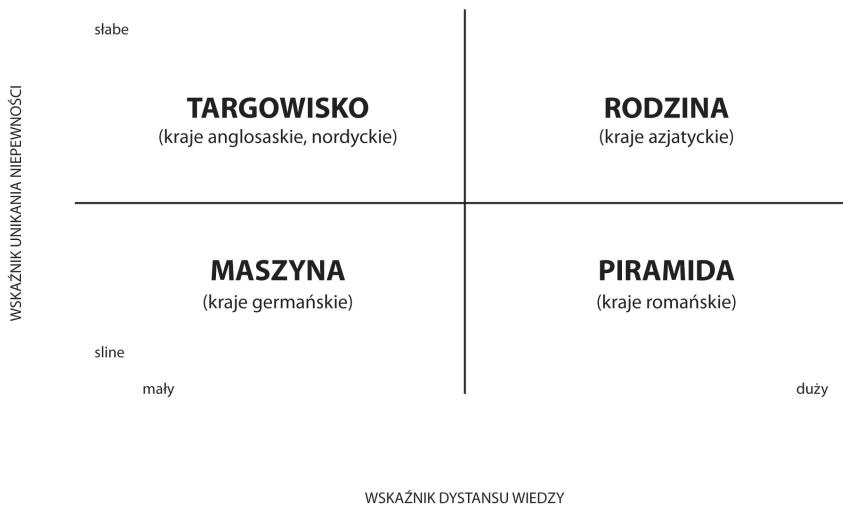 słabe
TARGOWISKO
(kraje anglosaskie, nordyckie)
RODZINA
(kraje azjatyckie)
WSKAŹNIK UNIKANIA NIEPEWNOŚCI
MASZYNA
(kraje germańskie)
PIRAMIDA
(kraje romańskie)
sline
mały
duży
WSKAŹNIK DYSTANSU WIEDZY